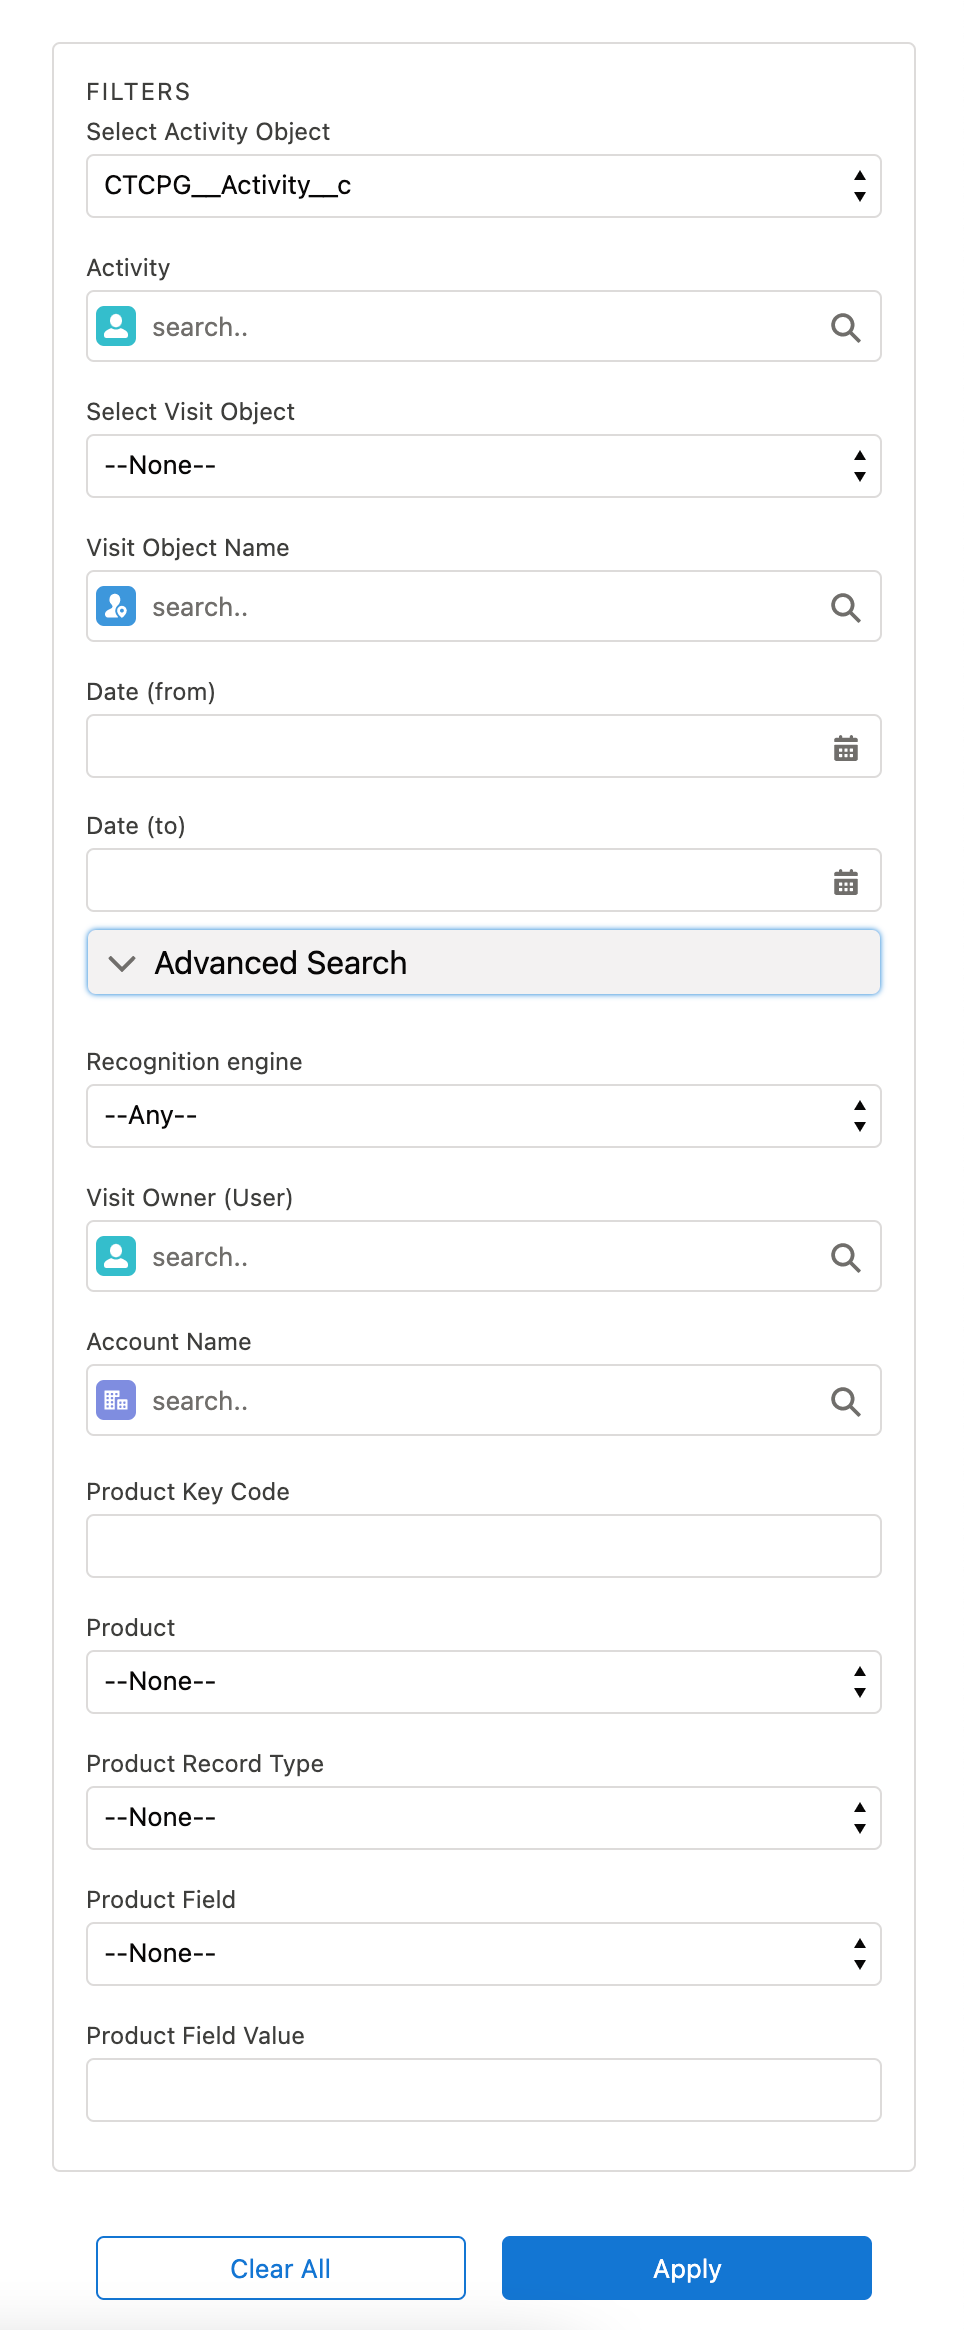 FILTERS
Select Activity Object
CTCPG__Activity__c
Activity
search..
Select Visit Object
--None--
Visit Object Name
search..
Date (from)
Date (to)
Advanced Search
Recognition engine
--Any--
Visit Owner (User)
search..
Account Name
search..
Product Key Code
Product
--None--
Product Record Type
--None--
Product Field
--None--
Product Field Value
Clear All
Apply